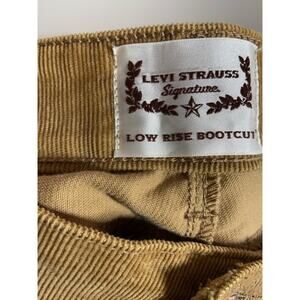 LEVI STRAUSS
Signature.
LOW RISE BOOTCUT